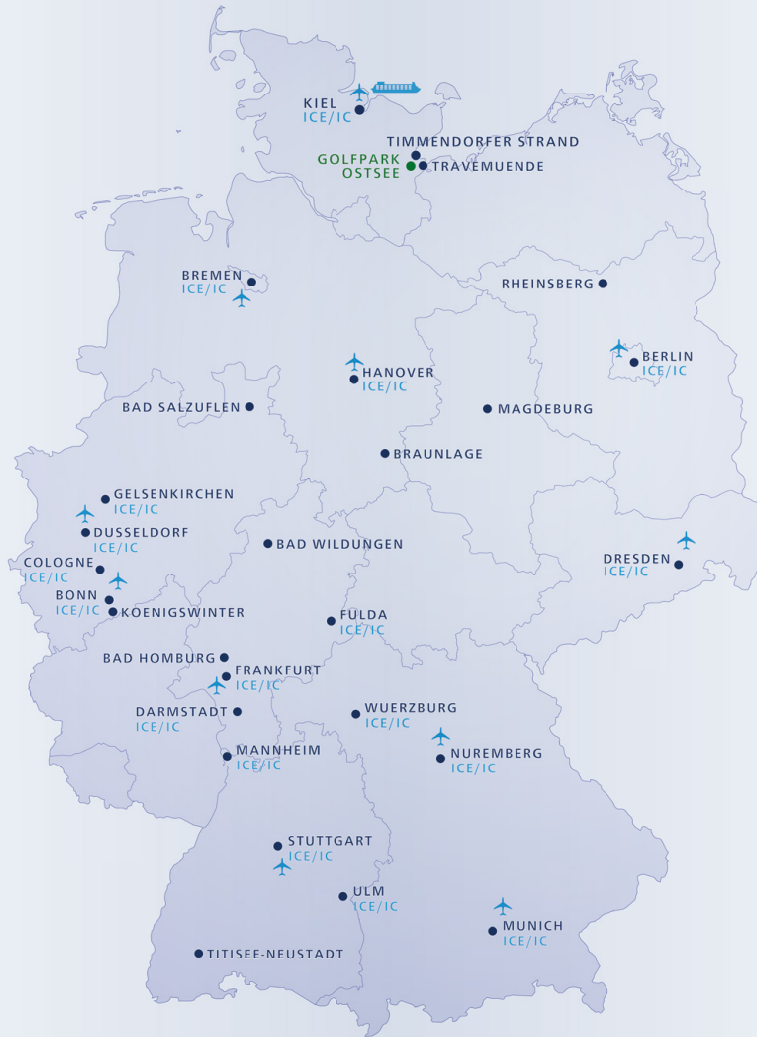 KIEL
ICE/IC
TIMMENDORFER STRAND
GOLFPARK
OSTSEE
TRAVEMUENDE
BREMEN
ICE/IC
RHEINSBERG
BERLIN
ICE/IC
HANOVER
ICE/IC
BAD SALZUFLEN
MAGDEBURG
BRAUNLAGE
GELSENKIRCHEN
ICE/IC
DUSSELDORF
ICE/IC
BAD WILDUNGEN
COLOGNE
ICE/IC
DRESDEN
ICE/IC
BONN
ICE/IC
KOENIGSWINTER
FULDA
ICE/IC
BAD HOMBURG
FRANKFURT
ICE/IC
DARMSTADT
ICE/IC
WUERZBURG
ICE/IC
MANNHEIM
ICE/IC
NUREMBERG
ICE/IC
STUTTGART
ICE/IC
ULM
ICE/IC
MUNICH
ICE/IC
TITISEE-NEUSTADT